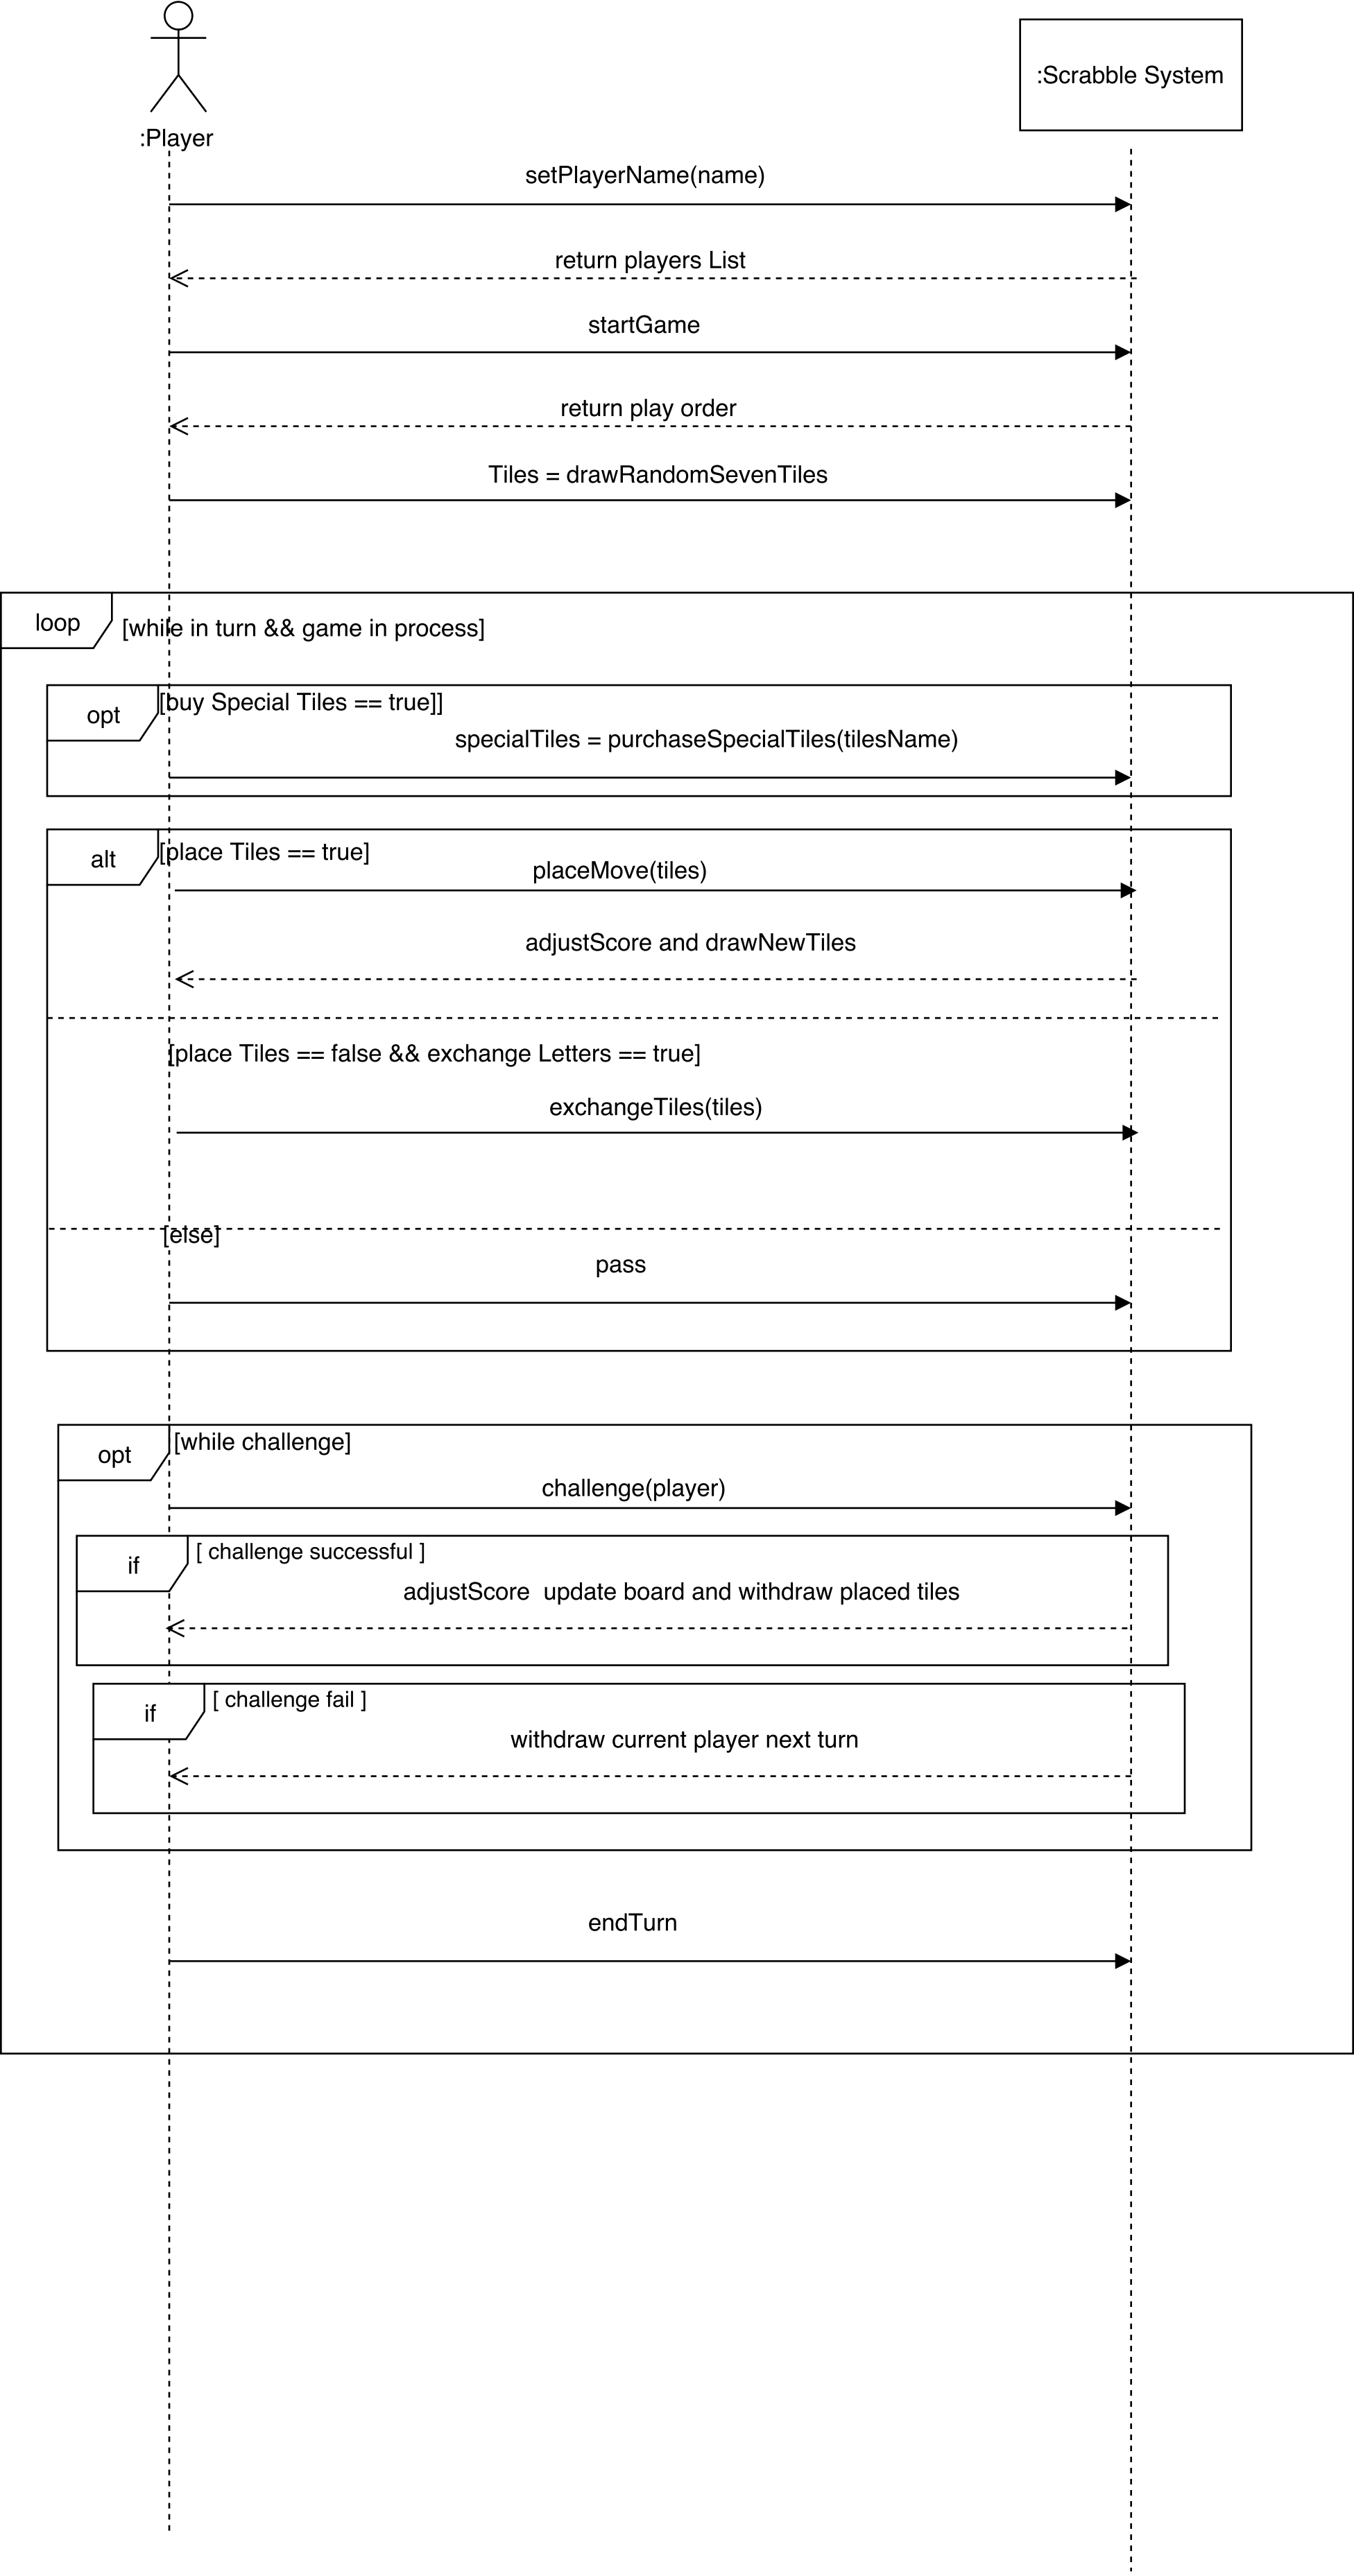 :Player
:Scrabble System
setPlayerName(name)
return players List
startGame
return play order
Tiles = drawRandomSevenTiles
loop
[while in turn && game in process]
opt
[buy Special Tiles == true]]
specialTiles = purchaseSpecialTiles(tilesName)
alt
[place Tiles == true]
placeMove(tiles)
adjustScore and drawNewTiles
[place Tiles == false && exchange Letters == true]
exchangeTiles(tiles)
[else]
pass
opt
[while challenge]
challenge(player)
if
[ challenge successful ]
adjustScore  update board and withdraw placed tiles
if
[ challenge fail ]
withdraw current player next turn
endTurn